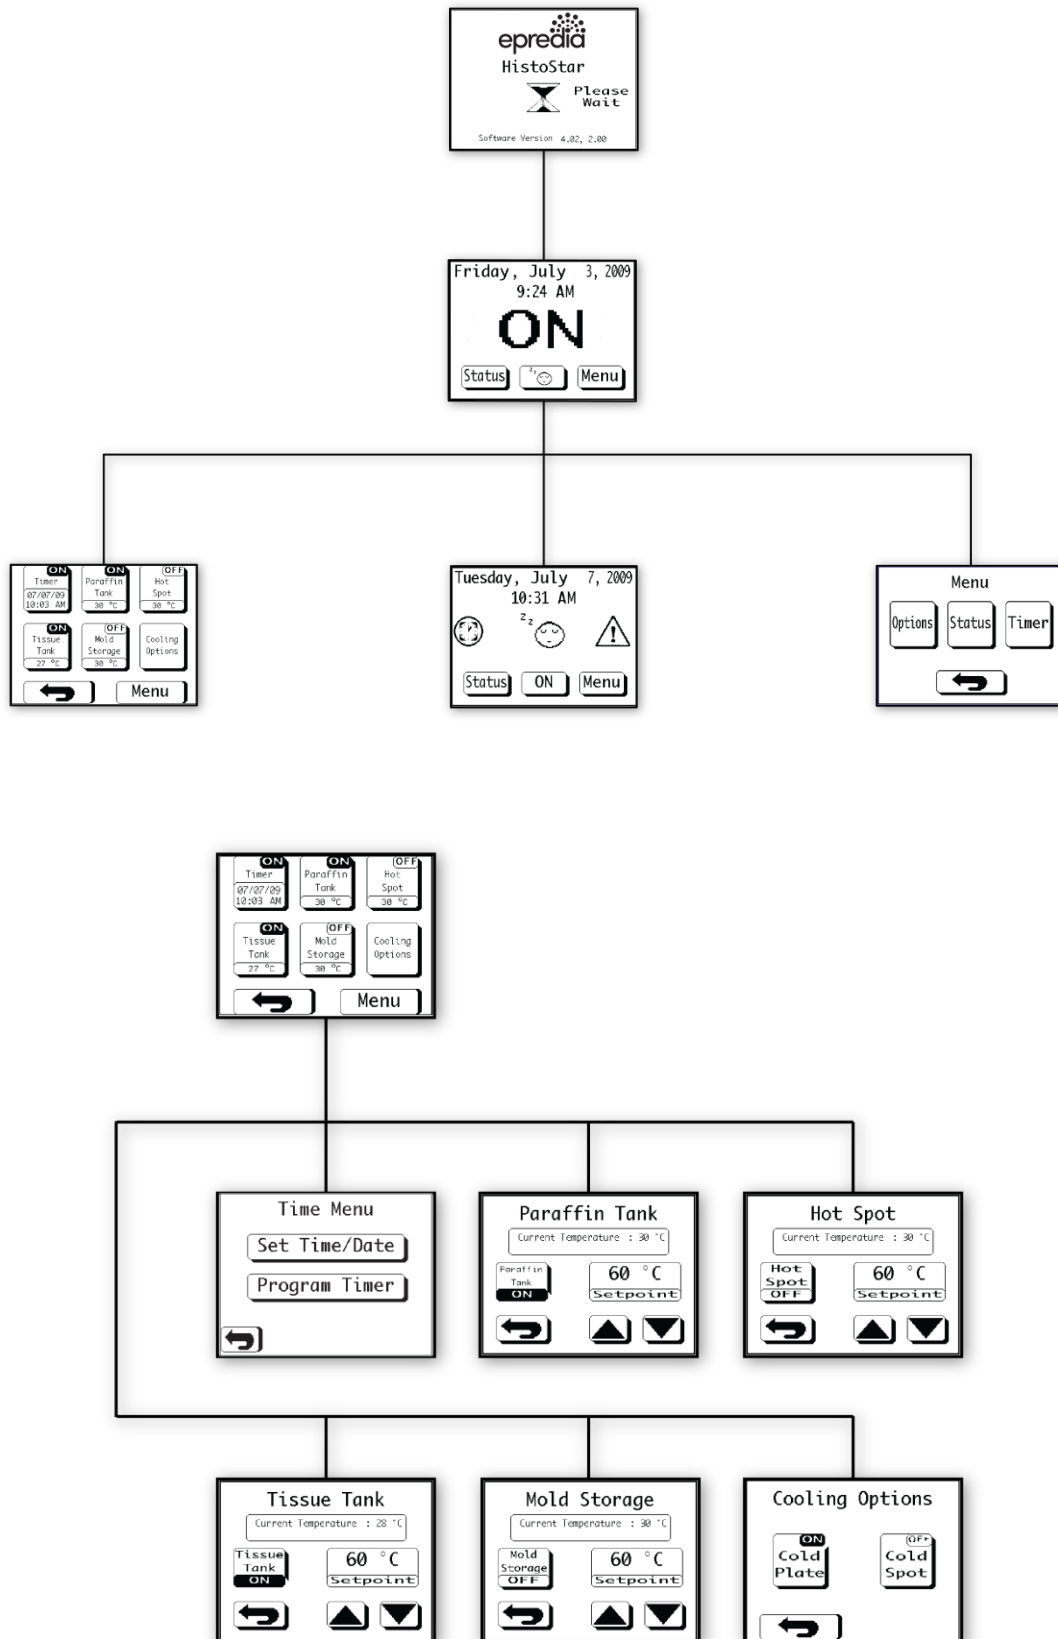 epredia
HistoStar
Please
Wait
Software Version 4.02, 2.00
Friday, July 3, 2009
9:24 AM
ON
Status
zz
Menu
ON
Timer
07/07/09
10:03 AM
ON
Paraffin
Tank
30 °C
OFF
Hot
Spot
30 °C
ON
Tissue
Tank
27 °C
OFF
Mold
Storage
30 °C
Cooling
Options
Menu
Tuesday, July 7, 2009
10:31 AM
zz
Status
ON
Menu
Menu
Options
Status
Timer
ON
Timer
07/07/09
10:03 AM
ON
Paraffin
Tank
30 °C
OFF
Hot
Spot
30 °C
ON
Tissue
Tank
27 °C
OFF
Mold
Storage
30 °C
Cooling
Options
Menu
Time Menu
Set Time/Date
Program Timer
Paraffin Tank
Current Temperature : 30 °C
Paraffin
Tank
ON
60 °C
Setpoint
Hot Spot
Current Temperature : 30 °C
Hot
Spot
OFF
60 °C
Setpoint
Tissue Tank
Current Temperature : 28 °C
Tissue
Tank
ON
60 °C
Setpoint
Mold Storage
Current Temperature : 30 °C
Mold
Storage
OFF
60 °C
Setpoint
Cooling Options
ON
Cold
Plate
OFF
Cold
Spot